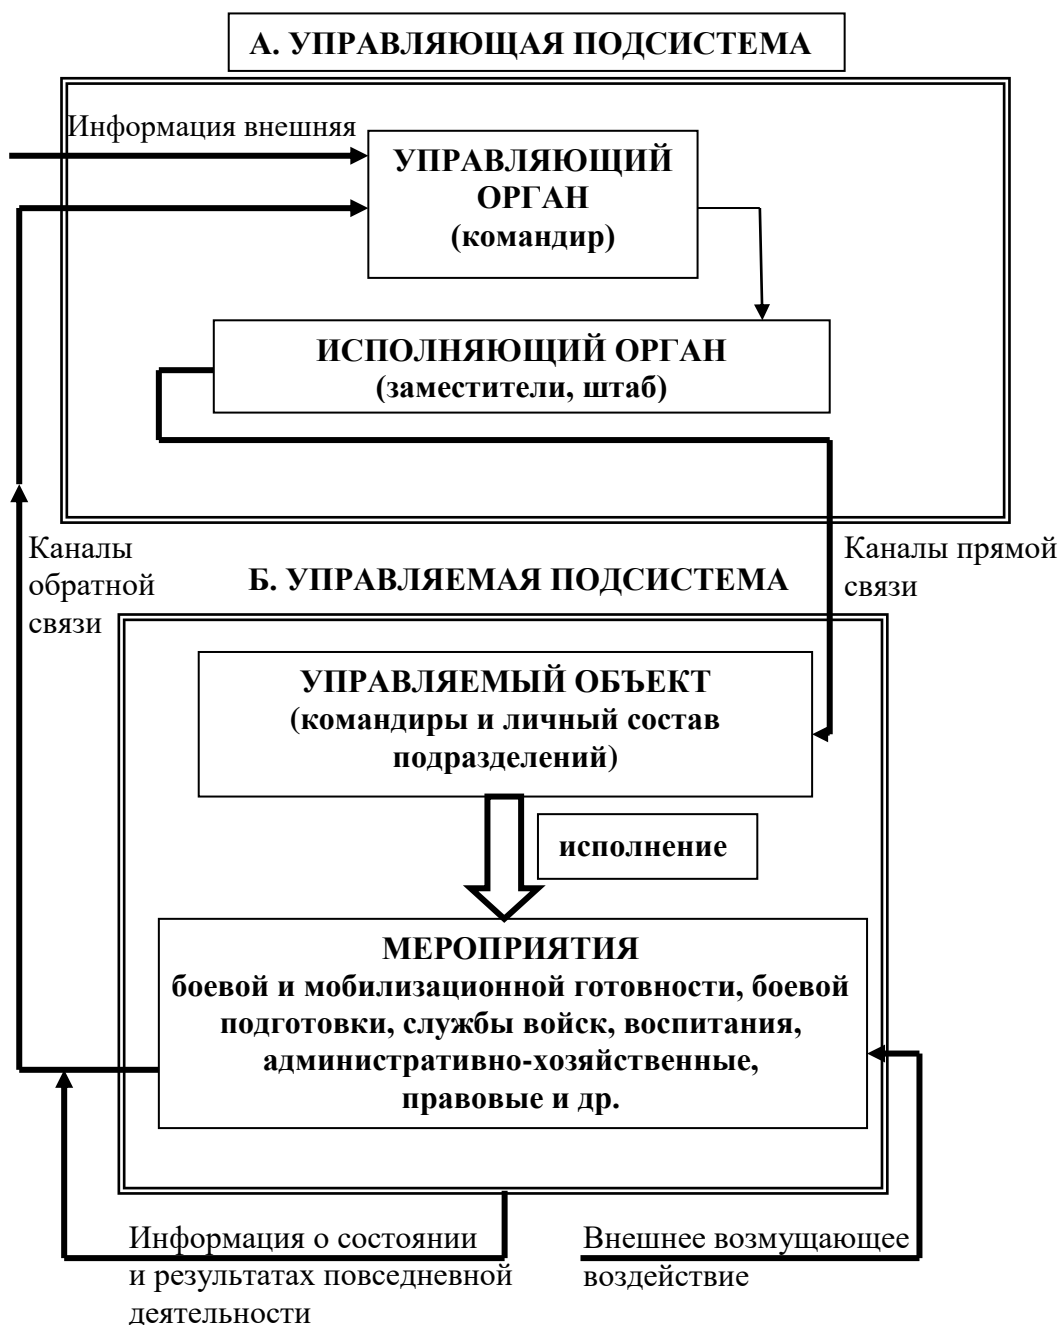 А. УПРАВЛЯЮЩАЯ ПОДСИСТЕМА
Информация внешняя
УПРАВЛЯЮЩИЙ
ОРГАН
(командир)
ИСПОЛНЯЮЩИЙ ОРГАН
(заместители, штаб)
Каналы
обратной
связи
Каналы прямой
связи
Б. УПРАВЛЯЕМАЯ ПОДСИСТЕМА
УПРАВЛЯЕМЫЙ ОБЪЕКТ
(командиры и личный состав
подразделений)
исполнение
МЕРОПРИЯТИЯ
боевой и мобилизационной готовности, боевой
подготовки, службы войск, воспитания,
административно-хозяйственные,
правовые и др.
Информация о состоянии
и результатах повседневной
деятельности
Внешнее возмущающее
воздействие